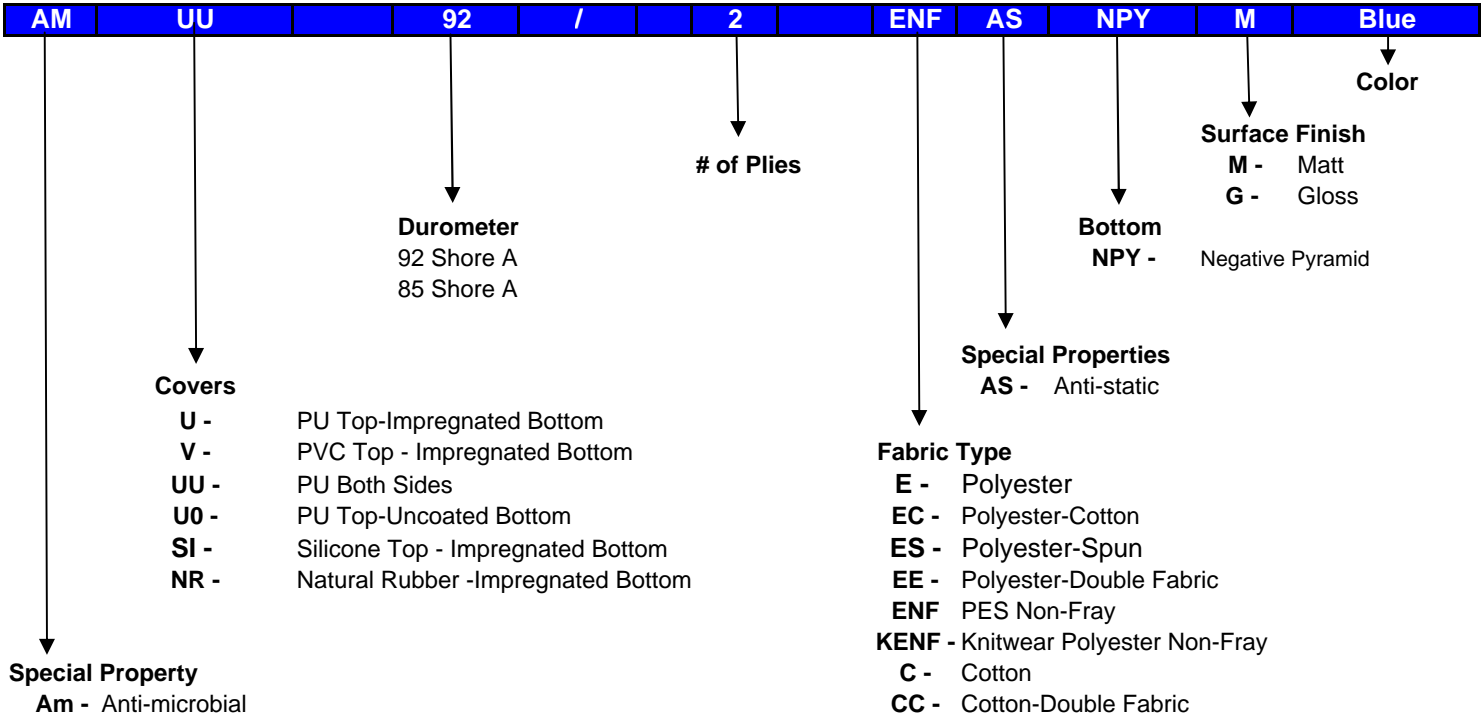 AM UU 92 / 2 ENF AS NPY M Blue
Color
Surface Finish
M - Matt
G - Gloss
# of Plies
Durometer
92 Shore A
85 Shore A
Bottom
NPY - Negative Pyramid
Special Properties
AS - Anti-static
Covers
U - PU Top-Impregnated Bottom
V - PVC Top - Impregnated Bottom
UU - PU Both Sides
U0 - PU Top-Uncoated Bottom
SI - Silicone Top - Impregnated Bottom
NR - Natural Rubber -Impregnated Bottom
Fabric Type
E - Polyester
EC - Polyester-Cotton
ES - Polyester-Spun
EE - Polyester-Double Fabric
ENF PES Non-Fray
KENF - Knitwear Polyester Non-Fray
C - Cotton
CC - Cotton-Double Fabric
Special Property
Am - Anti-microbial